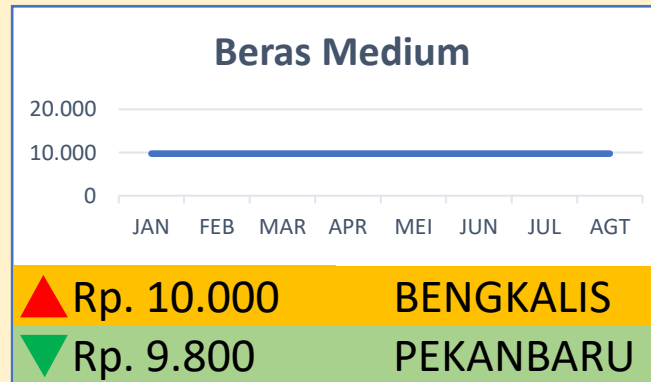 Beras Medium
20.000
10.000
0
JAN FEB MAR APR MEI JUN JUL AGT
Rp. 10.000 BENGKALIS
Rp. 9.800 PEKANBARU